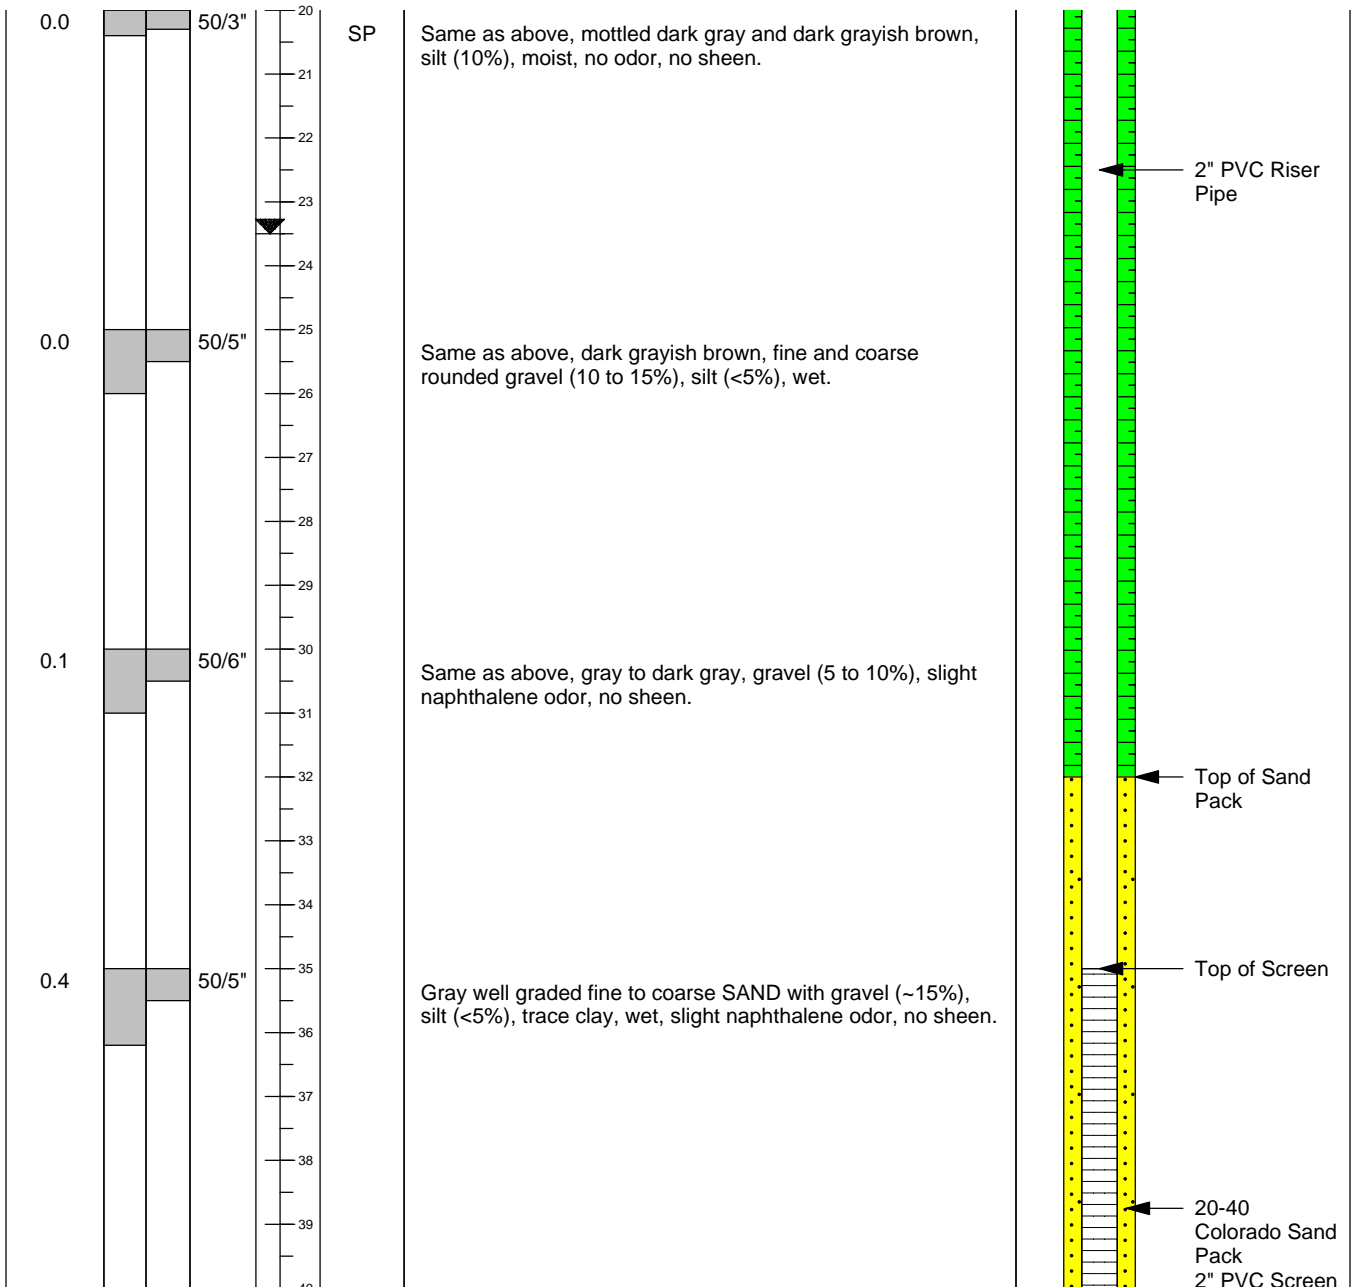 0.0 50/3" 20 SP Same as above, mottled dark gray and dark grayish brown,
silt (10%), moist, no odor, no sheen.
21
22
2" PVC Riser
Pipe
23
24
0.0 50/5" 25
Same as above, dark grayish brown, fine and coarse
rounded gravel (10 to 15%), silt (<5%), wet.
26
27
28
29
0.1 50/6" 30
Same as above, gray to dark gray, gravel (5 to 10%), slight
naphthalene odor, no sheen.
31
32 Top of Sand
Pack
33
34
0.4 50/5" 35 Top of Screen
Gray well graded fine to coarse SAND with gravel (~15%),
silt (<5%), trace clay, wet, slight naphthalene odor, no sheen.
36
37
38
20-40
39 Colorado Sand
Pack
2" PVC Screen